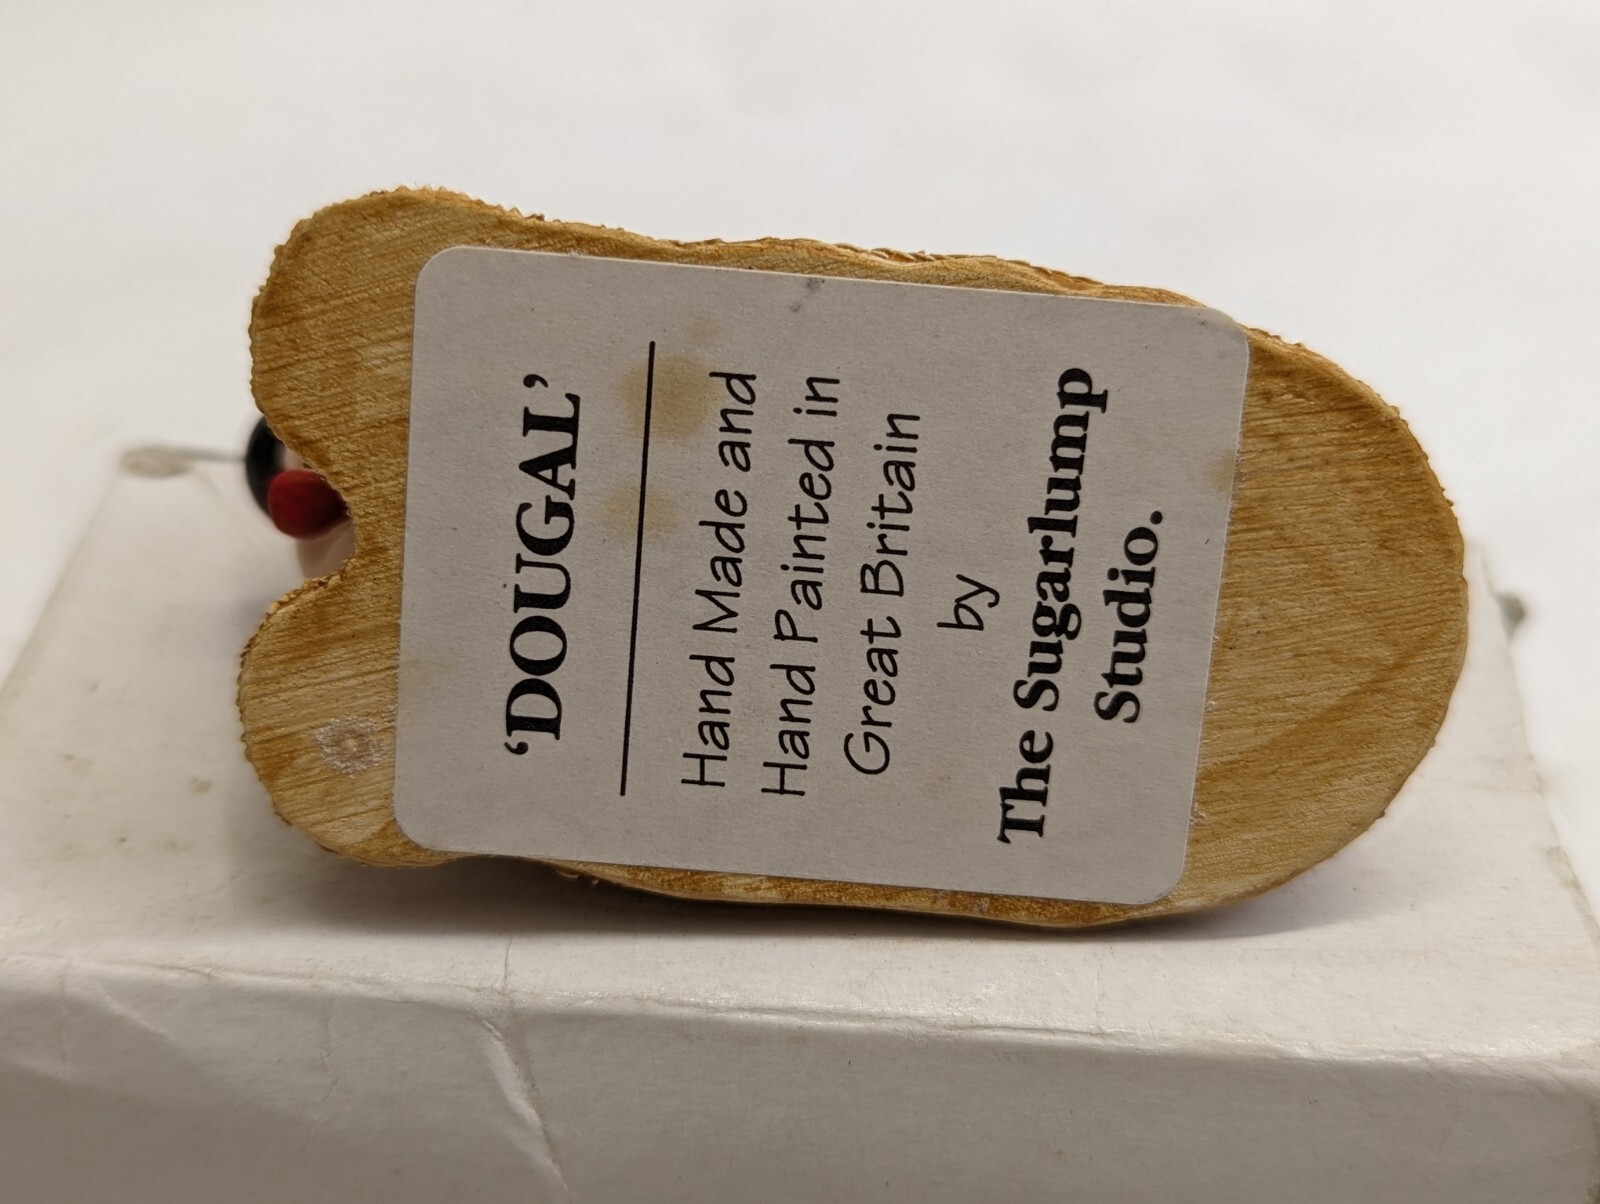 ‘DOUGAL’
Hand Made and
Hand Painted in
Great Britain
by
The Sugarlump
Studio.